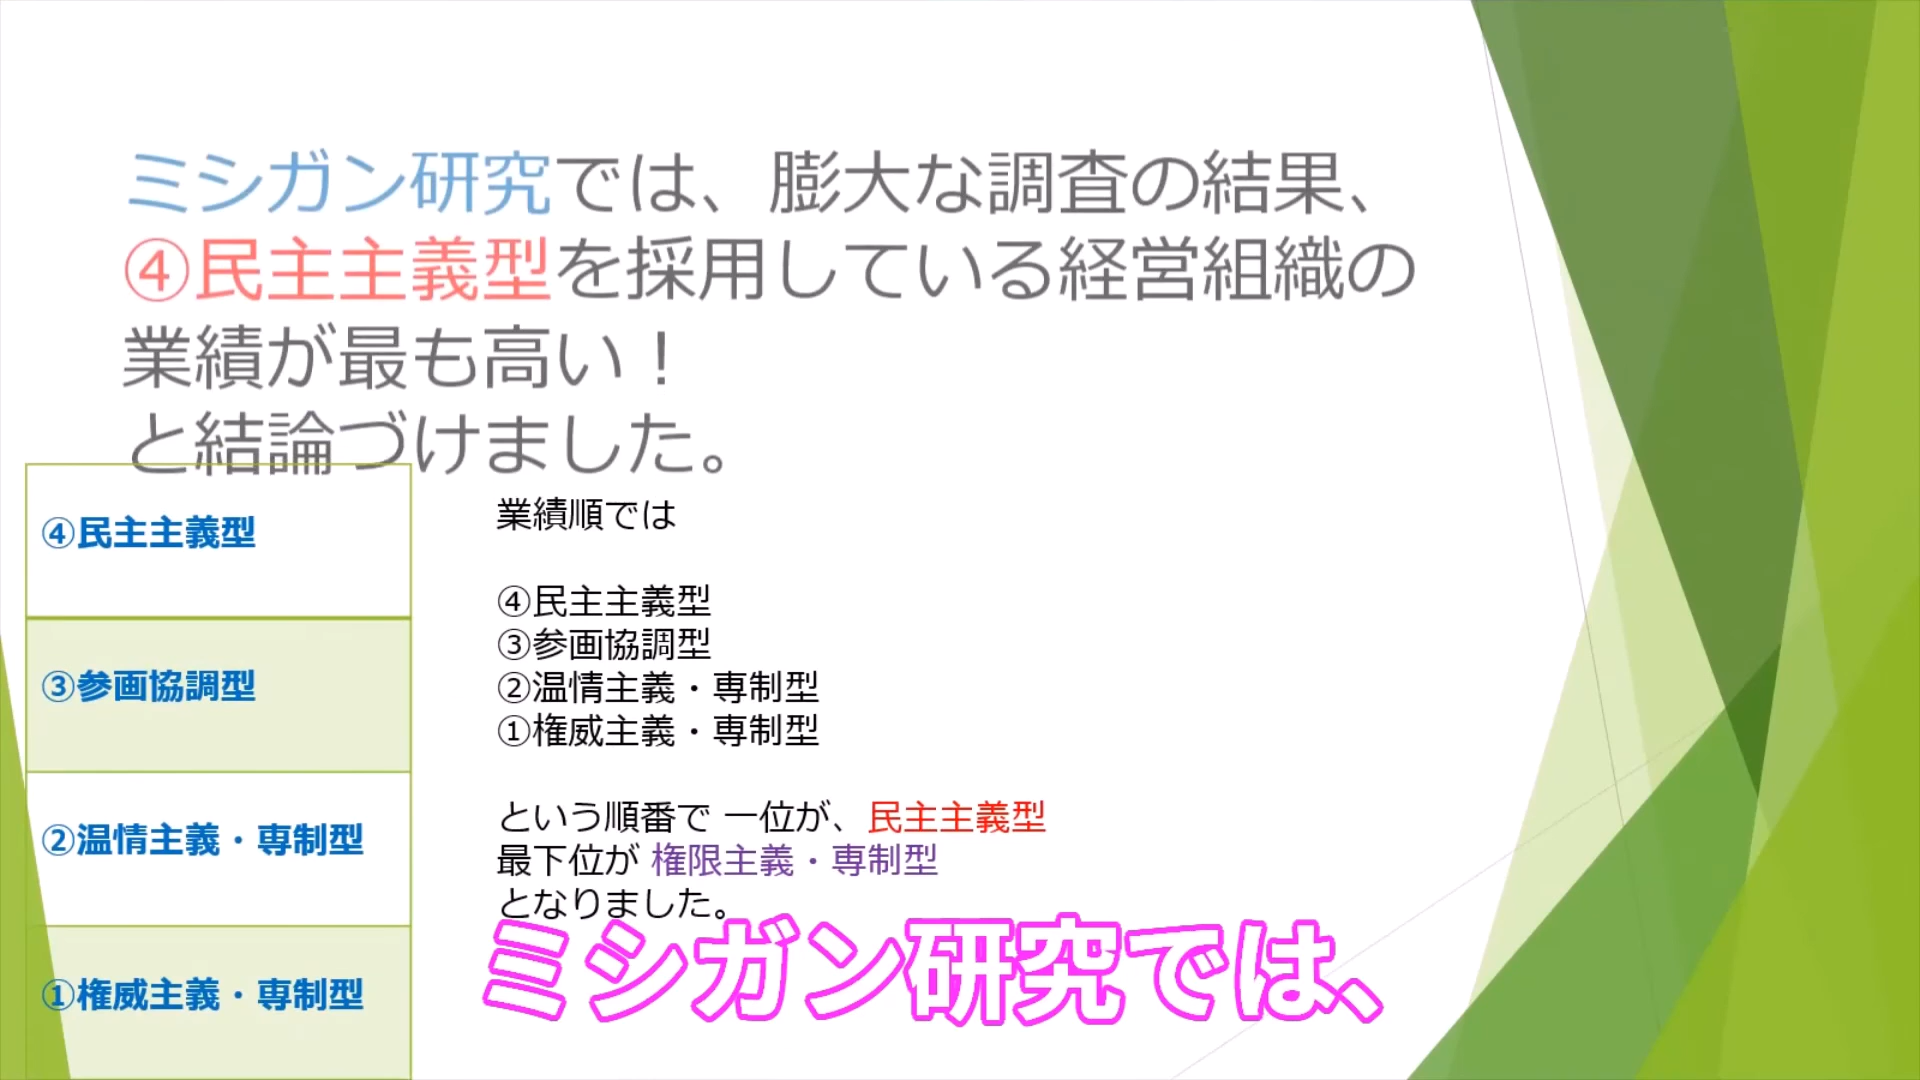 ミシガン研究では、膨大な調査の結果、
④民主主義型を採用している経営組織の
業績が最も高い！
と結論づけました。
④民主主義型
③参画協調型
②温情主義・専制型
①権威主義・専制型
業績順では
④民主主義型
③参画協調型
②温情主義・専制型
①権威主義・専制型
という順番で 一位が、民主主義型
最下位が 権限主義・専制型
となりました。
ミシガン研究では、